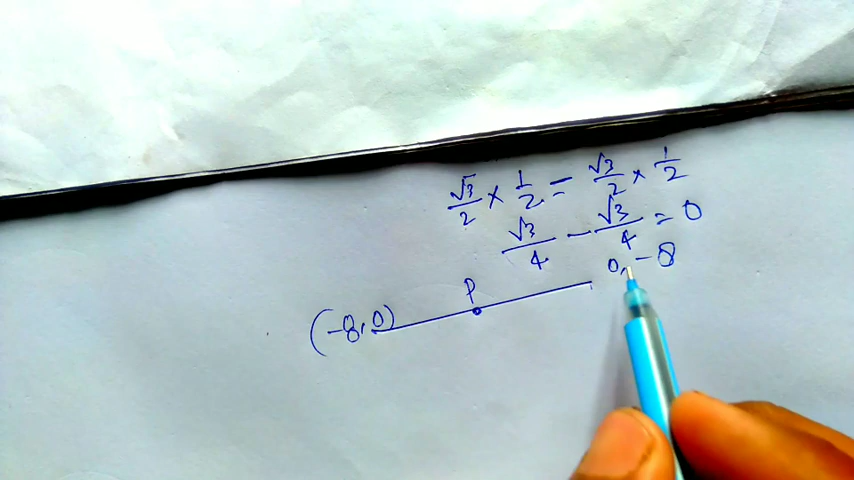 √3/2 × 1/2 = √3/2 × 1/2
√3/4 - √3/4 = 0
0, -8
P
(-8,0)